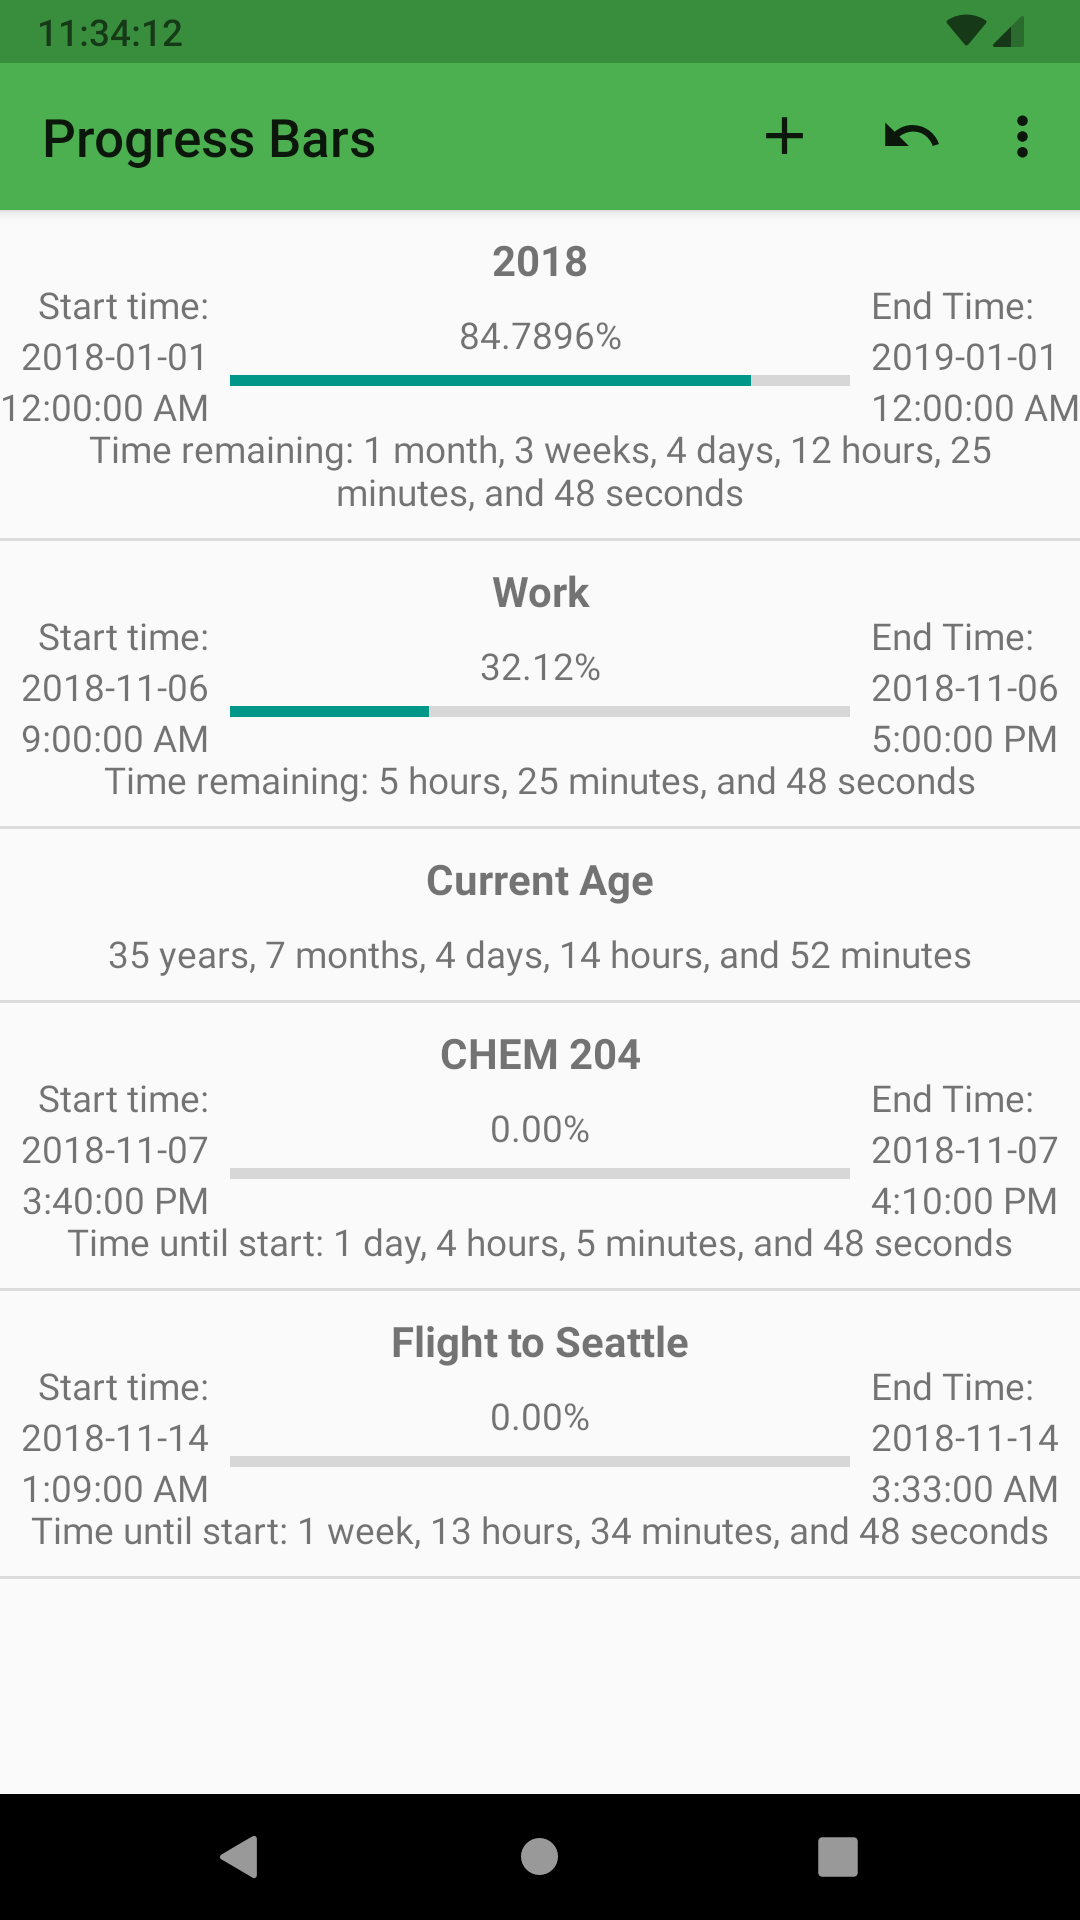 11:34:12
Progress Bars
2018
Start time:
84.7896%
End Time:
2018-01-01
2019-01-01
12:00:00 AM
12:00:00 AM
Time remaining: 1 month, 3 weeks, 4 days, 12 hours, 25
minutes, and 48 seconds
Work
Start time:
32.12%
End Time:
2018-11-06
2018-11-06
9:00:00 AM
5:00:00 PM
Time remaining: 5 hours, 25 minutes, and 48 seconds
Current Age
35 years, 7 months, 4 days, 14 hours, and 52 minutes
CHEM 204
Start time:
0.00%
End Time:
2018-11-07
2018-11-07
3:40:00 PM
4:10:00 PM
Time until start: 1 day, 4 hours, 5 minutes, and 48 seconds
Flight to Seattle
Start time:
0.00%
End Time:
2018-11-14
2018-11-14
1:09:00 AM
3:33:00 AM
Time until start: 1 week, 13 hours, 34 minutes, and 48 seconds